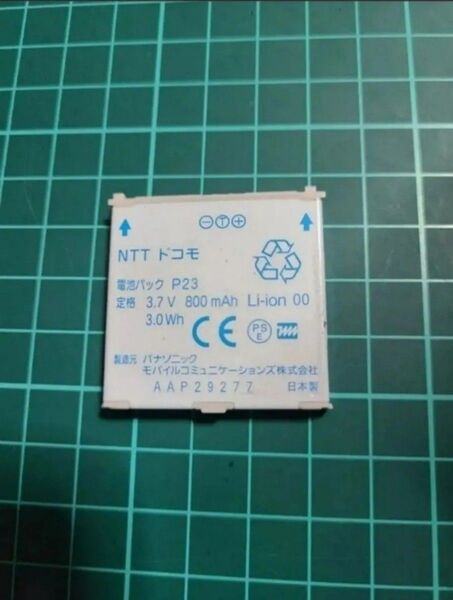 ⊖Ⓣ⊕
NTT ドコモ
電池パック P23
定格 3.7 V 800 mAh Li-ion 00
3.0 Wh
CE PSE
製造元 パナソニック
モバイルコミュニケーションズ株式会社
AAP29277 日本製